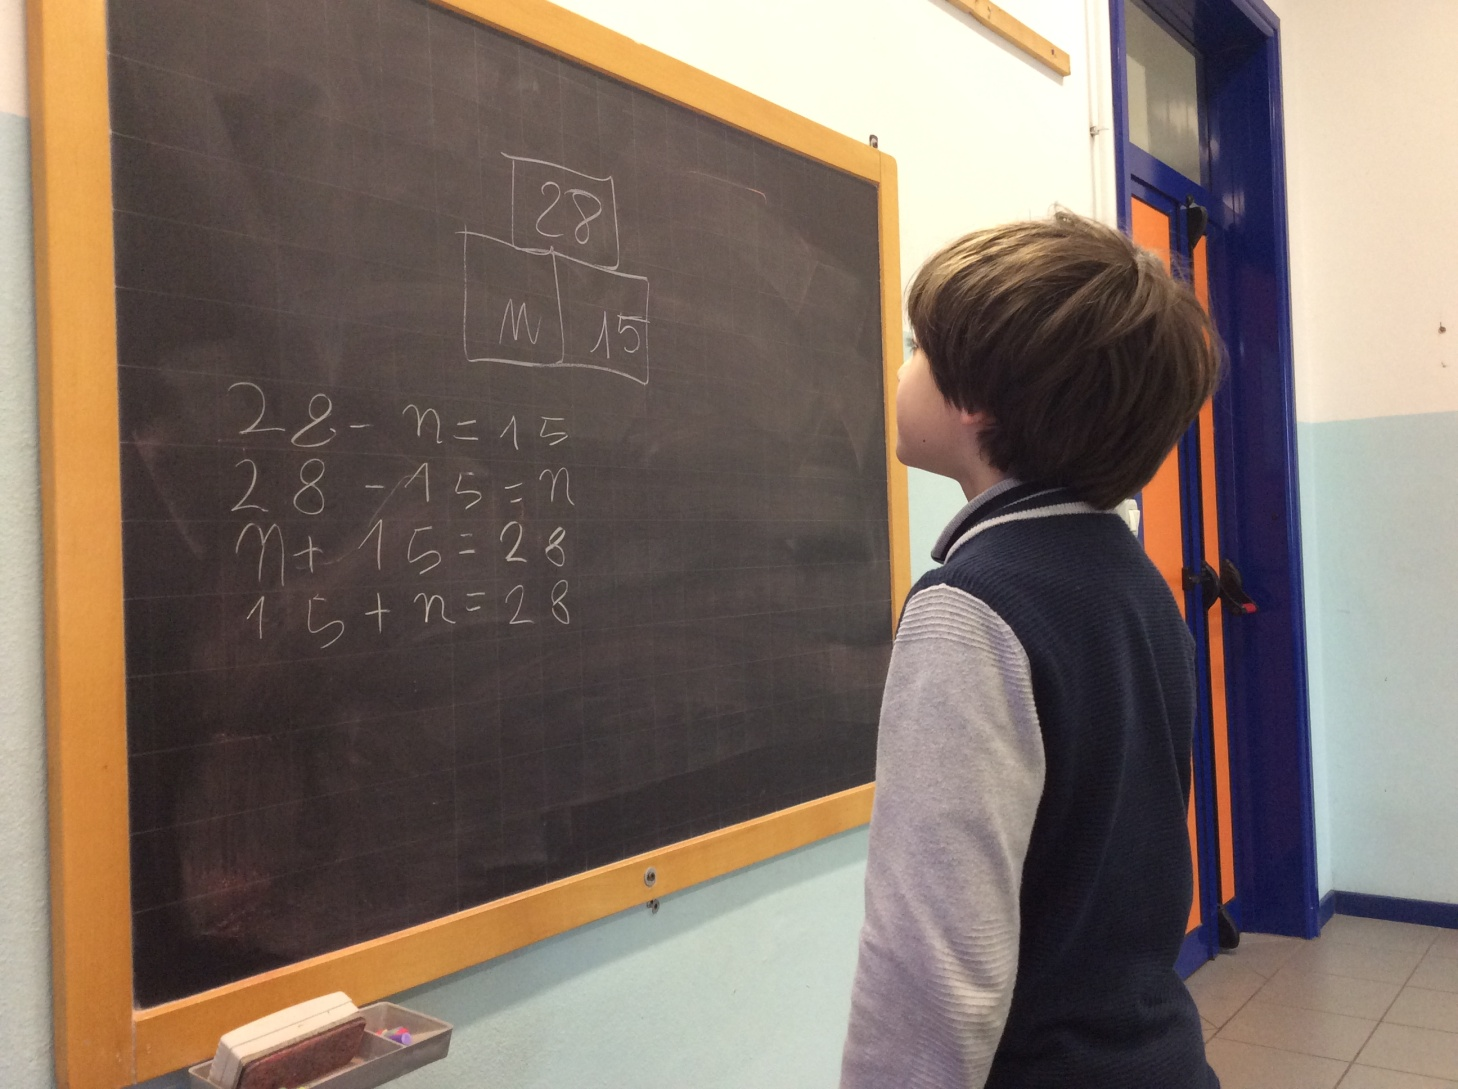 28
n 15
28 - n = 15
28 - 15 = n
n + 15 = 28
15 + n = 28